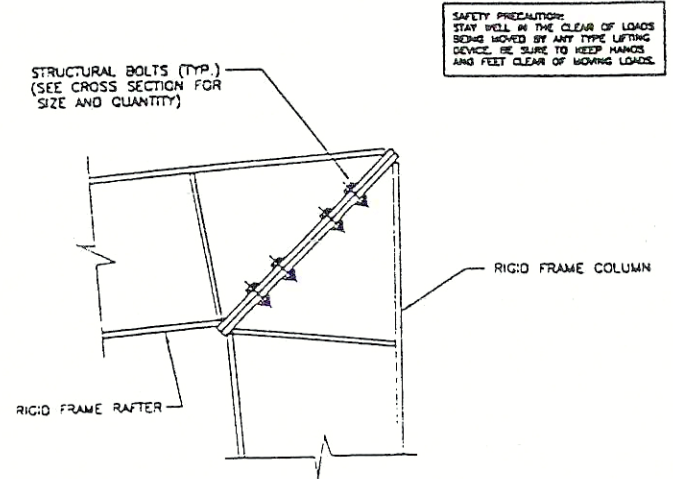 SAFETY PRECAUTION:
STAY WELL IN THE CLEAR OF LOADS
BEING MOVED BY ANY TYPE LIFTING
DEVICE. BE SURE TO KEEP HANDS
AND FEET CLEAR OF MOVING LOADS.
STRUCTURAL BOLTS (TYP.)
(SEE CROSS SECTION FOR
SIZE AND QUANTITY)
RIGID FRAME COLUMN
RIGID FRAME RAFTER